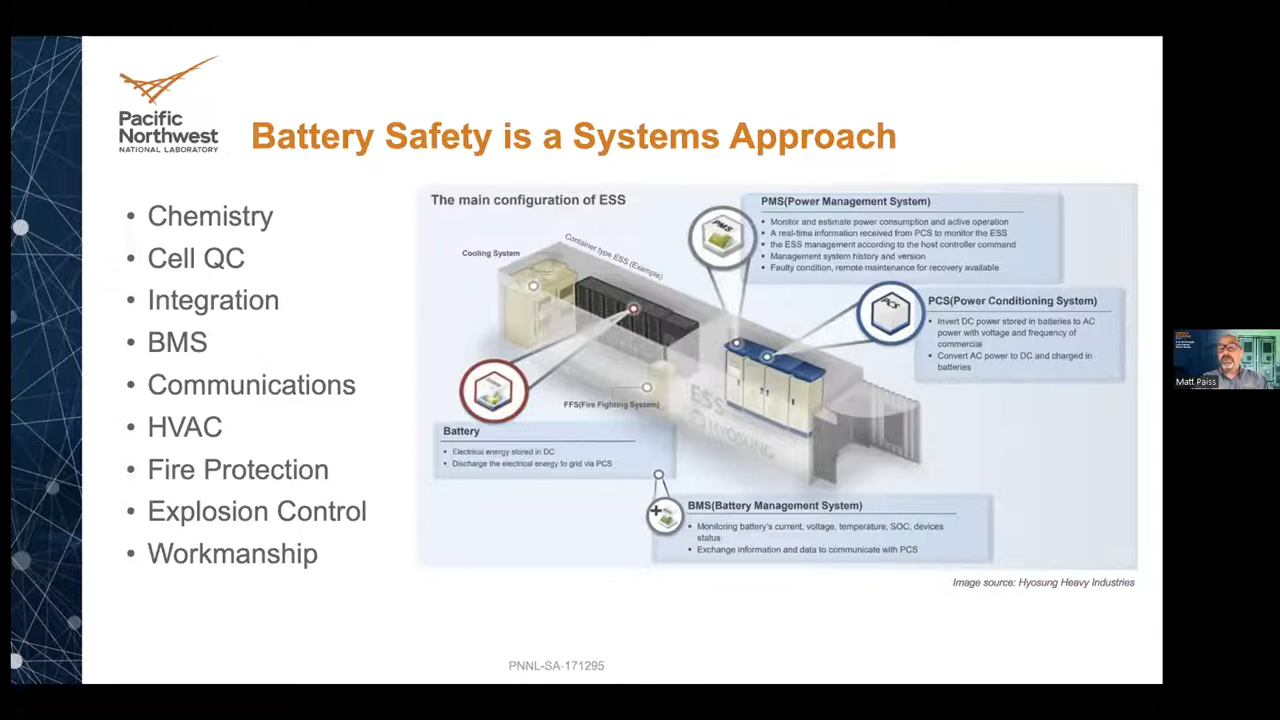 Pacific
Northwest
NATIONAL LABORATORY
Battery Safety is a Systems Approach
• Chemistry
• Cell QC
• Integration
• BMS
• Communications
• HVAC
• Fire Protection
• Explosion Control
• Workmanship
The main configuration of ESS
Cooling System
Container type ESS (Example)
PMS
PMS(Power Management System)
• Monitor and estimate power consumption and active operation
• A real-time information received from PCS to monitor the ESS
• the ESS management according to the host controller command
• Management system history and version
• Faulty condition, remote maintenance for recovery available
PCS
PCS(Power Conditioning System)
• Invert DC power stored in batteries to AC
power with voltage and frequency of
commercial
• Convert AC power to DC and charged in
batteries
FFS(Fire Fighting System)
ESS
HYOSUNG
Battery
• Electrical energy stored in DC
• Discharge the electrical energy to grid via PCS
BMS(Battery Management System)
• Monitoring battery's current, voltage, temperature, SOC, devices
status
• Exchange information and data to communicate with PCS
Image source: Hyosung Heavy Industries
PNNL-SA-171295
Matt Paiss